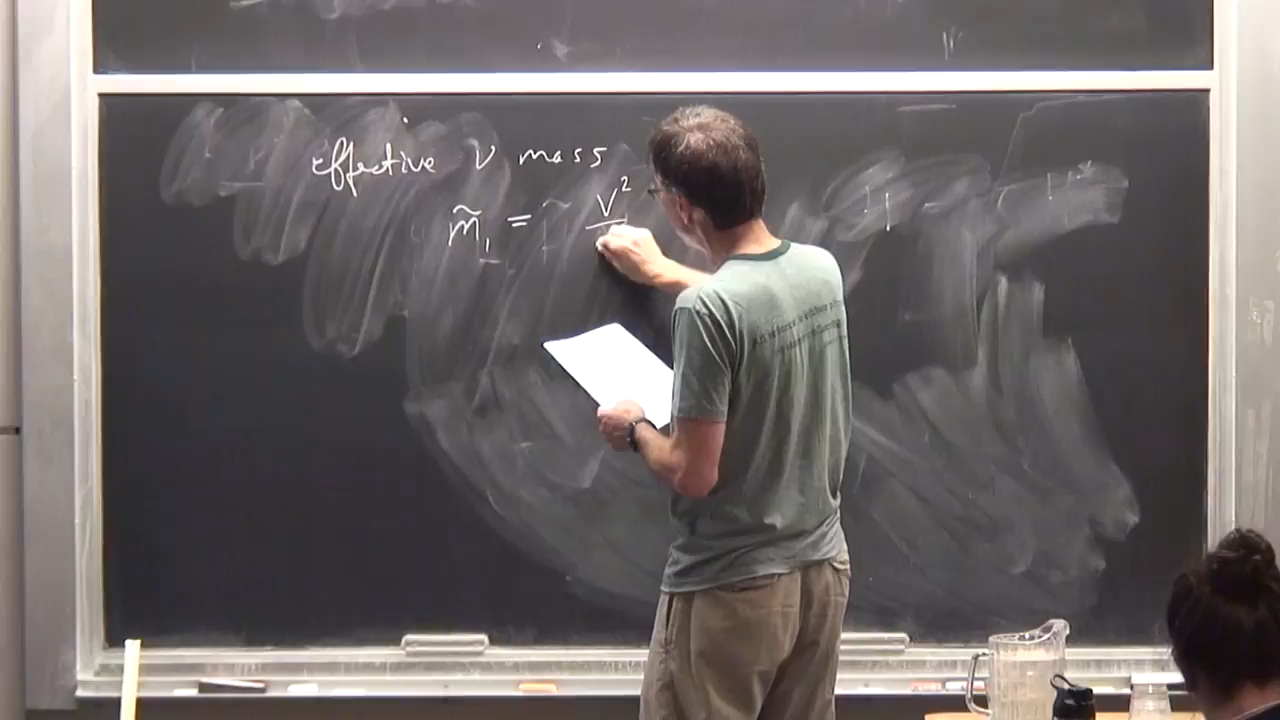 effective ν mass
m̃₁ = v²